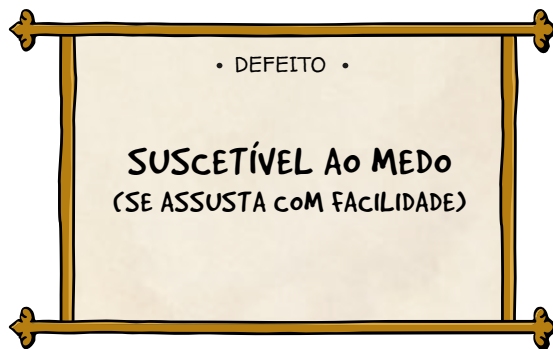 • DEFEITO •
SUSCETÍVEL AO MEDO
(SE ASSUSTA COM FACILIDADE)